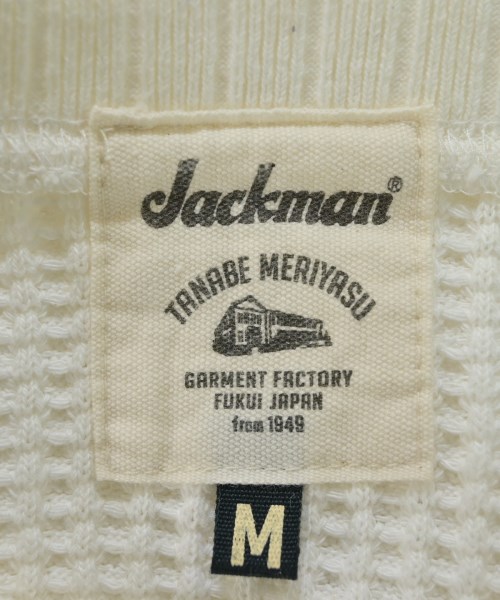 Jackman®
TANABE MERIYASU
GARMENT FACTORY
FUKUI JAPAN
from 1949
M